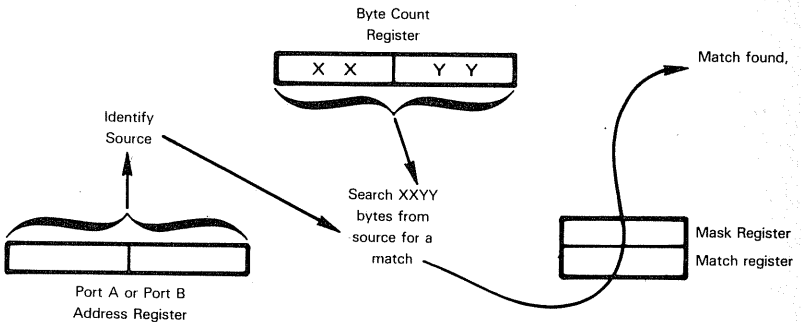 Byte Count
Register
X X Y Y
Match found,
Identify
Source
Search XXYY
bytes from
source for a
match
Mask Register
Match register
Port A or Port B
Address Register